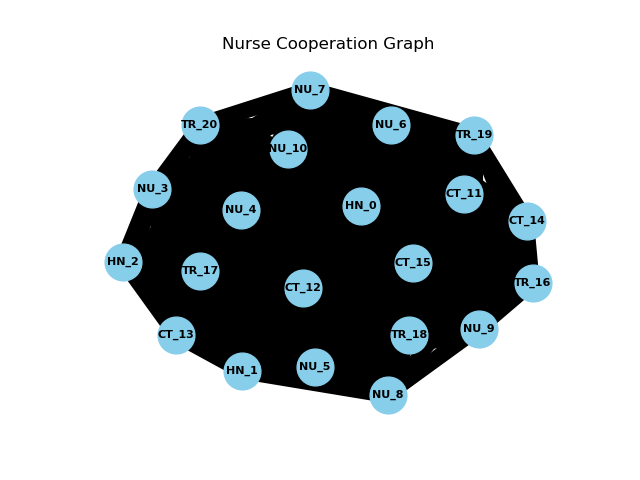 Nurse Cooperation Graph
NU_7
TR_20
NU_6
TR_19
NU_10
NU_3
CT_11
NU_4
HN_0
CT_14
HN_2
TR_17
CT_15
TR_16
CT_12
CT_13
TR_18
NU_9
HN_1
NU_5
NU_8